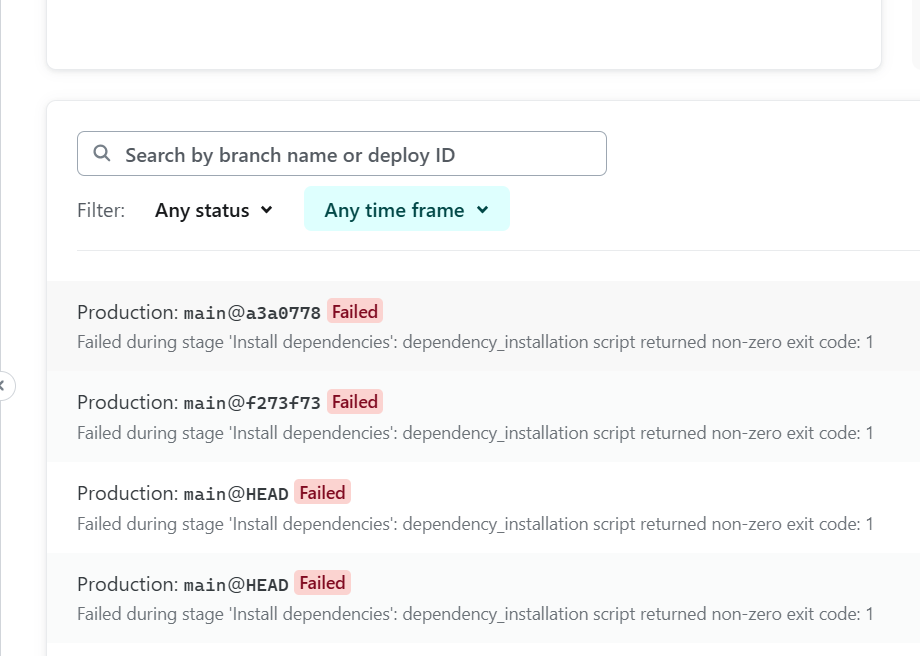 Search by branch name or deploy ID
Filter: Any status Any time frame
Production: main@a3a0778 Failed
Failed during stage 'Install dependencies': dependency_installation script returned non-zero exit code: 1
Production: main@f273f73 Failed
Failed during stage 'Install dependencies': dependency_installation script returned non-zero exit code: 1
Production: main@HEAD Failed
Failed during stage 'Install dependencies': dependency_installation script returned non-zero exit code: 1
Production: main@HEAD Failed
Failed during stage 'Install dependencies': dependency_installation script returned non-zero exit code: 1